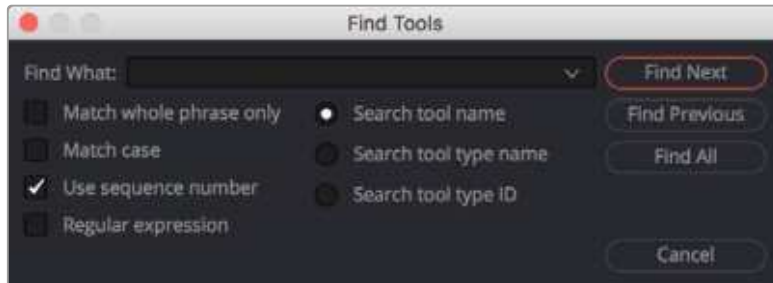 Find Tools
Find What:
Find Next
Match whole phrase only
Search tool name
Find Previous
Match case
Search tool type name
Find All
Use sequence number
Search tool type ID
Regular expression
Cancel